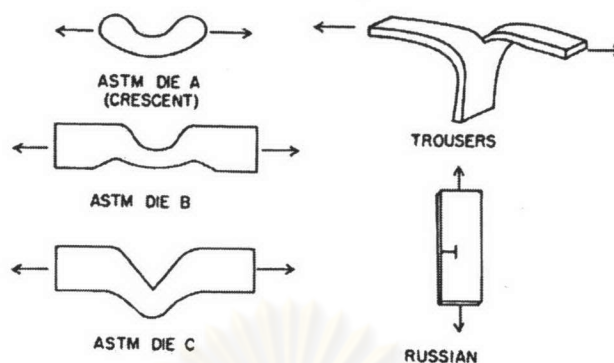 ASTM DIE A
(CRESCENT)
ASTM DIE B
ASTM DIE C
TROUSERS
RUSSIAN